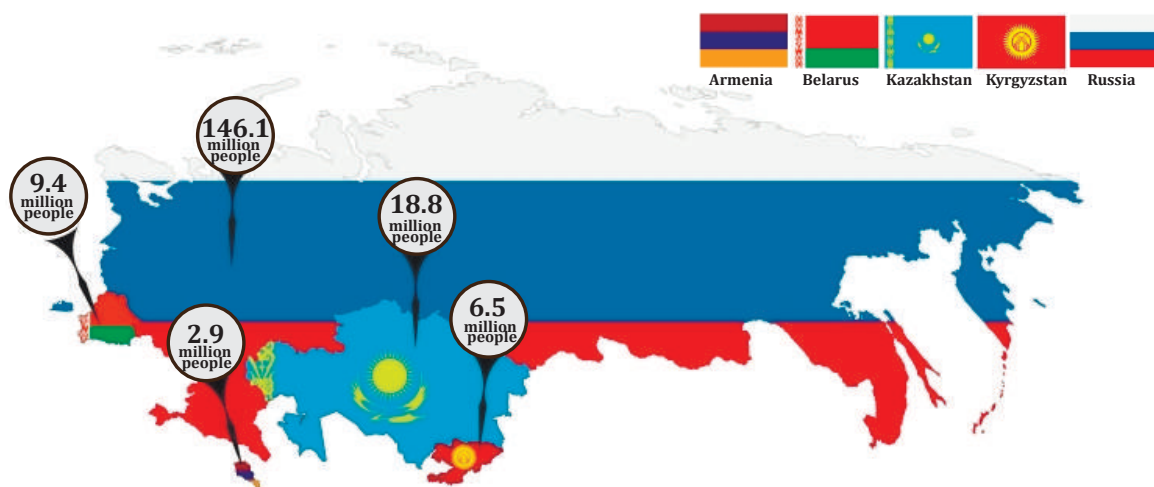 Armenia
Belarus
Kazakhstan
Kyrgyzstan
Russia
146.1
million
people
9.4
million
people
18.8
million
people
6.5
million
people
2.9
million
people